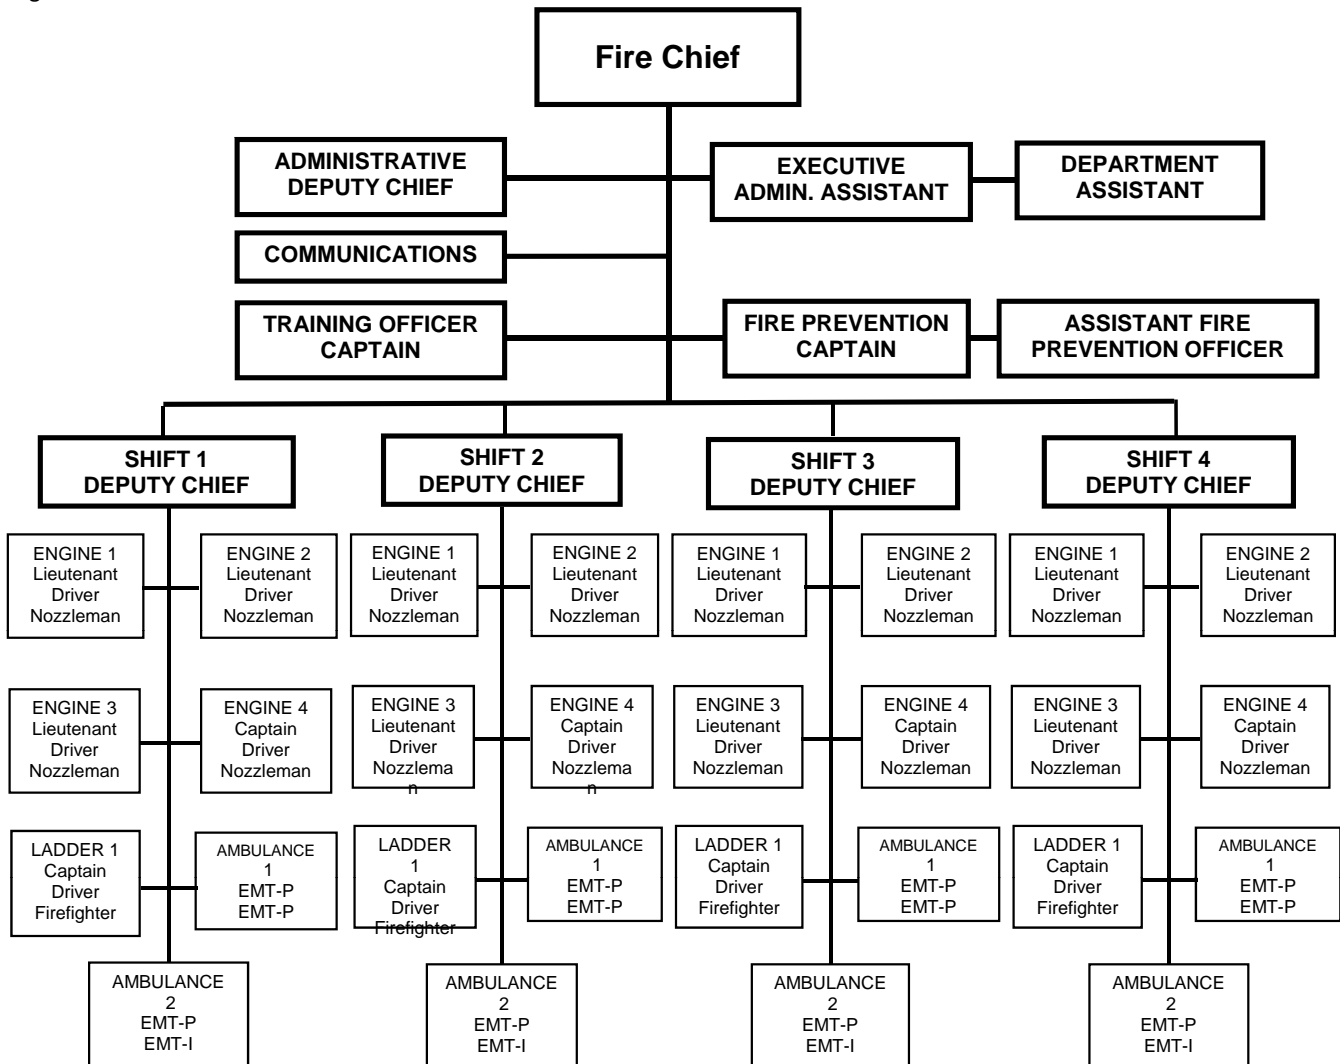 Fire Chief
ADMINISTRATIVE
DEPUTY CHIEF
EXECUTIVE
ADMIN. ASSISTANT
DEPARTMENT
ASSISTANT
COMMUNICATIONS
TRAINING OFFICER
CAPTAIN
FIRE PREVENTION
CAPTAIN
ASSISTANT FIRE
PREVENTION OFFICER
SHIFT 1
DEPUTY CHIEF
SHIFT 2
DEPUTY CHIEF
SHIFT 3
DEPUTY CHIEF
SHIFT 4
DEPUTY CHIEF
ENGINE 1
Lieutenant
Driver
Nozzleman
ENGINE 2
Lieutenant
Driver
Nozzleman
ENGINE 1
Lieutenant
Driver
Nozzleman
ENGINE 2
Lieutenant
Driver
Nozzleman
ENGINE 1
Lieutenant
Driver
Nozzleman
ENGINE 2
Lieutenant
Driver
Nozzleman
ENGINE 1
Lieutenant
Driver
Nozzleman
ENGINE 2
Lieutenant
Driver
Nozzleman
ENGINE 3
Lieutenant
Driver
Nozzleman
ENGINE 4
Captain
Driver
Nozzleman
ENGINE 3
Lieutenant
Driver
Nozzlema
n
ENGINE 4
Captain
Driver
Nozzlema
n
ENGINE 3
Lieutenant
Driver
Nozzleman
ENGINE 4
Captain
Driver
Nozzleman
ENGINE 3
Lieutenant
Driver
Nozzleman
ENGINE 4
Captain
Driver
Nozzleman
LADDER 1
Captain
Driver
Firefighter
AMBULANCE
1
EMT-P
EMT-P
LADDER
1
Captain
Driver
Firefighter
AMBULANCE
1
EMT-P
EMT-P
LADDER 1
Captain
Driver
Firefighter
AMBULANCE
1
EMT-P
EMT-P
LADDER 1
Captain
Driver
Firefighter
AMBULANCE
1
EMT-P
EMT-P
AMBULANCE
2
EMT-P
EMT-I
AMBULANCE
2
EMT-P
EMT-I
AMBULANCE
2
EMT-P
EMT-I
AMBULANCE
2
EMT-P
EMT-I